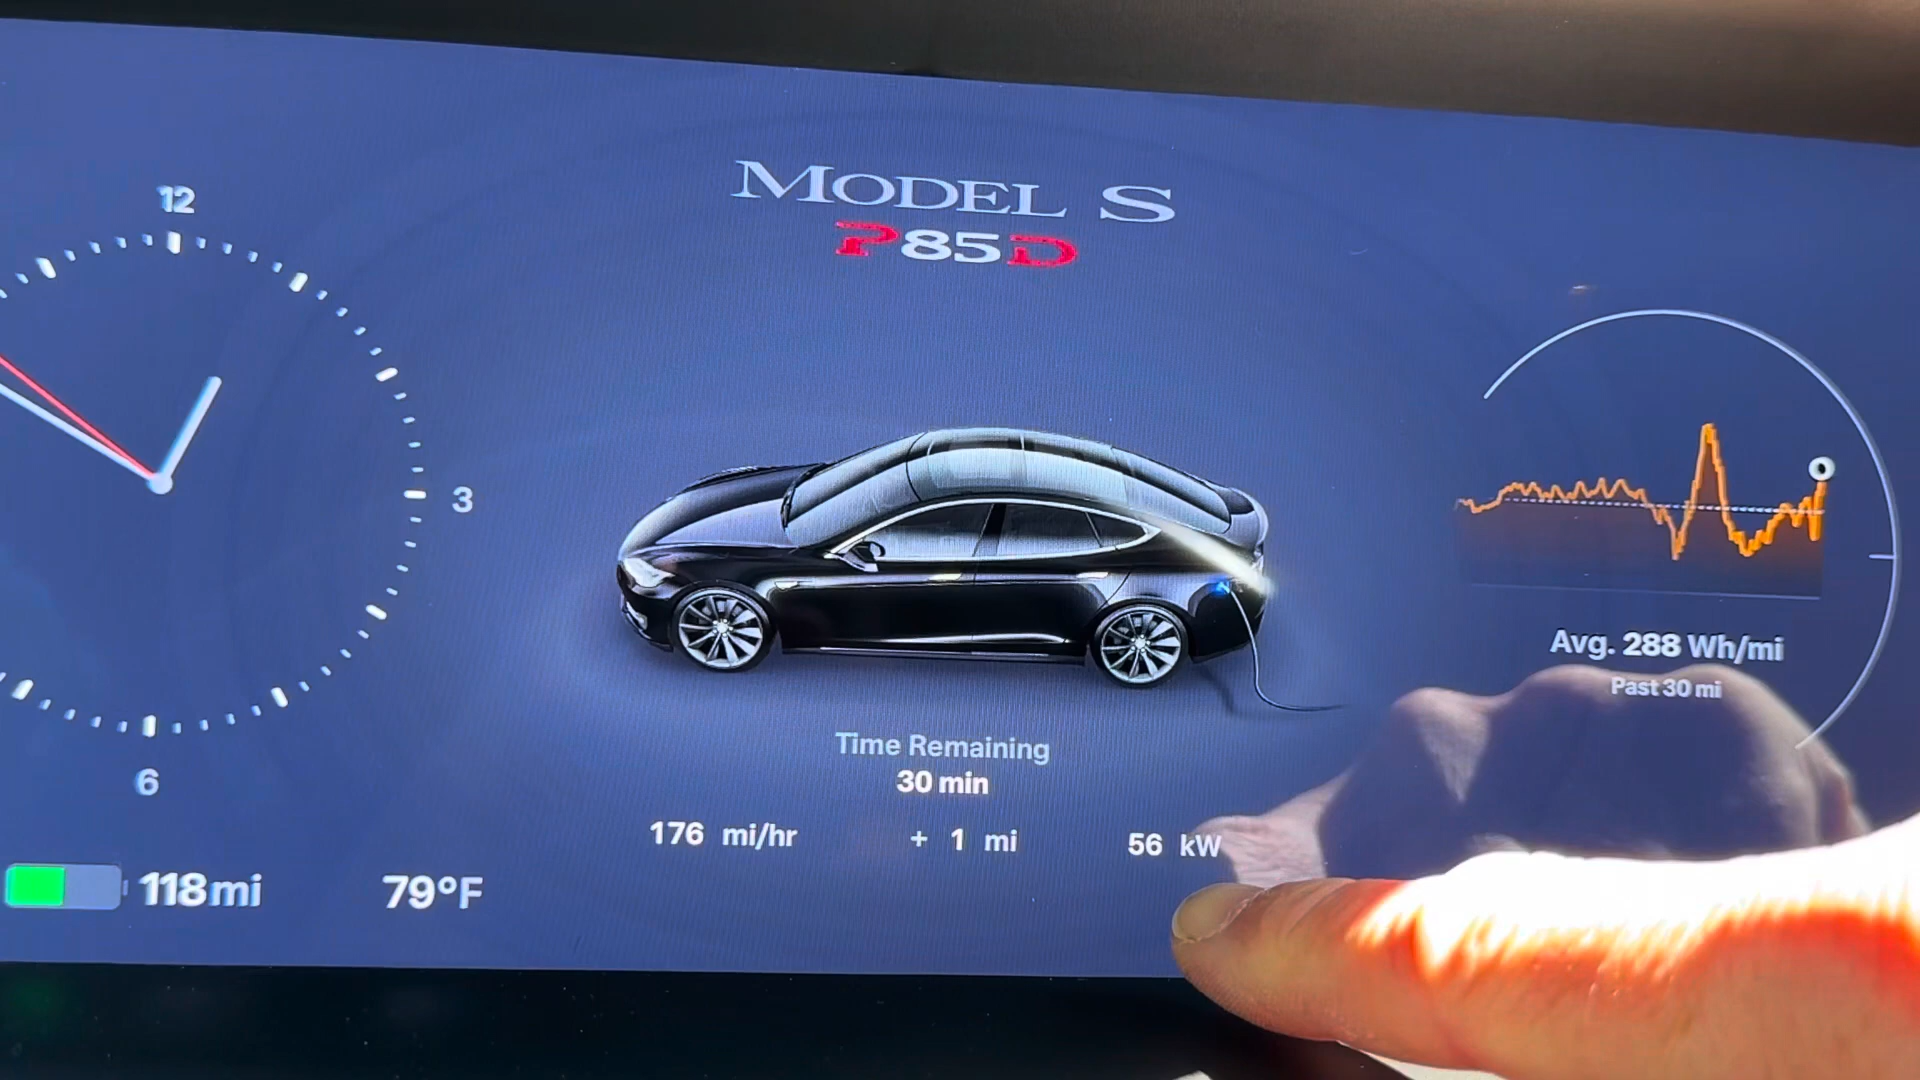 MODEL S
P85D
12
3
6
Avg. 288 Wh/mi
Past 30 mi
Time Remaining
30 min
176 mi/hr + 1 mi 56 kW
118mi 79°F